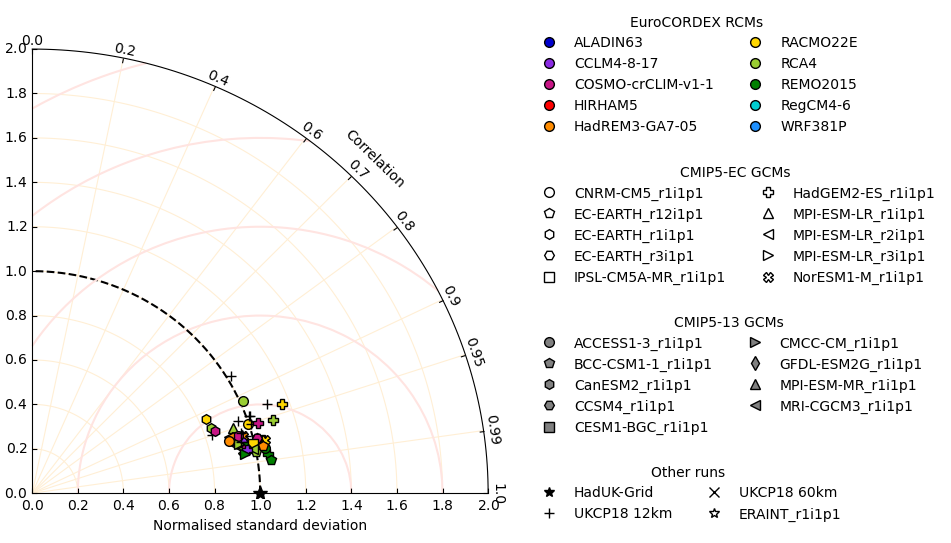 0.0
0.2
0.4
0.6
0.7
0.8
0.9
0.95
0.99
1.0
Correlation
2.0
1.8
1.6
1.4
1.2
1.0
0.8
0.6
0.4
0.2
0.0
0.0 0.2 0.4 0.6 0.8 1.0 1.2 1.4 1.6 1.8 2.0
Normalised standard deviation
EuroCORDEX RCMs
ALADIN63 RACMO22E
CCLM4-8-17 RCA4
COSMO-crCLIM-v1-1 REMO2015
HIRHAM5 RegCM4-6
HadREM3-GA7-05 WRF381P
CMIP5-EC GCMs
CNRM-CM5_r1i1p1 HadGEM2-ES_r1i1p1
EC-EARTH_r12i1p1 MPI-ESM-LR_r1i1p1
EC-EARTH_r1i1p1 MPI-ESM-LR_r2i1p1
EC-EARTH_r3i1p1 MPI-ESM-LR_r3i1p1
IPSL-CM5A-MR_r1i1p1 NorESM1-M_r1i1p1
CMIP5-13 GCMs
ACCESS1-3_r1i1p1 CMCC-CM_r1i1p1
BCC-CSM1-1_r1i1p1 GFDL-ESM2G_r1i1p1
CanESM2_r1i1p1 MPI-ESM-MR_r1i1p1
CCSM4_r1i1p1 MRI-CGCM3_r1i1p1
CESM1-BGC_r1i1p1
Other runs
HadUK-Grid UKCP18 60km
UKCP18 12km ERAINT_r1i1p1